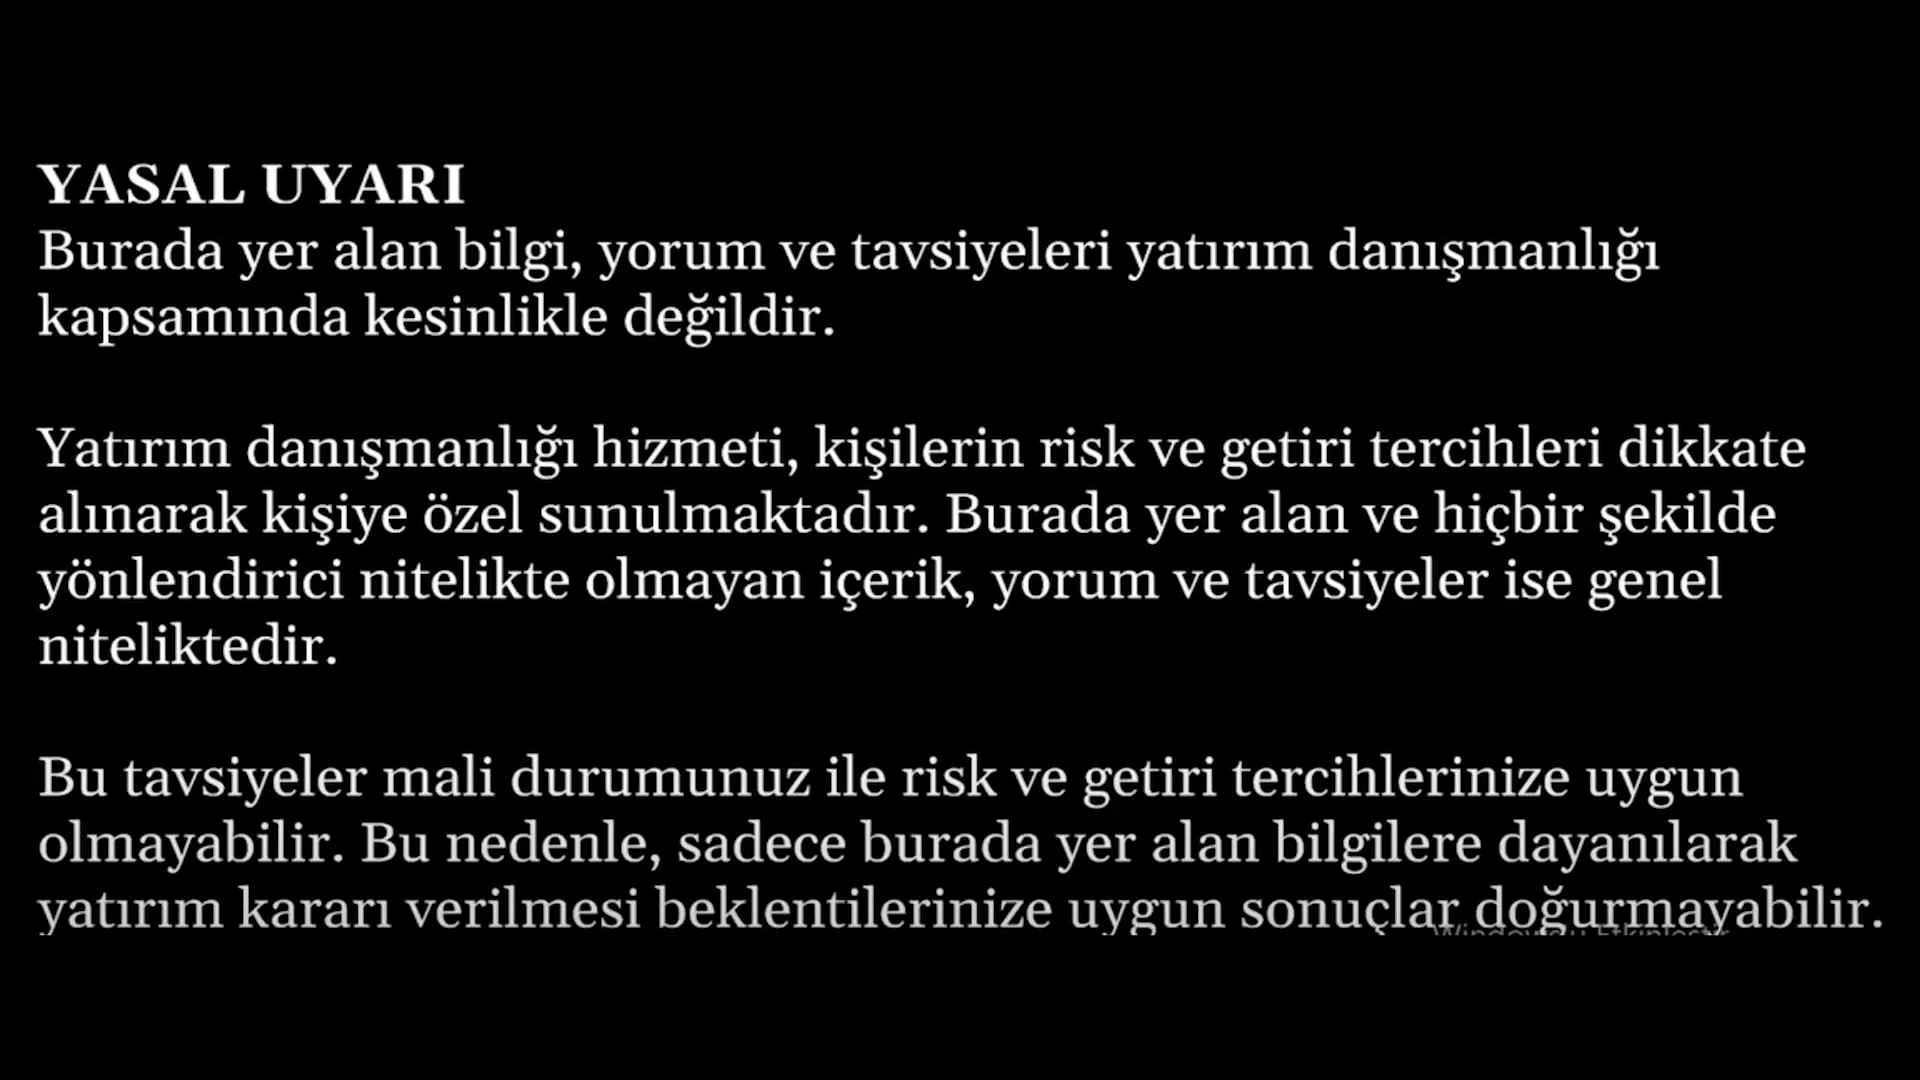 YASAL UYARI
Burada yer alan bilgi, yorum ve tavsiyeleri yatırım danışmanlığı
kapsamında kesinlikle değildir.
Yatırım danışmanlığı hizmeti, kişilerin risk ve getiri tercihleri dikkate
alınarak kişiye özel sunulmaktadır. Burada yer alan ve hiçbir şekilde
yönlendirici nitelikte olmayan içerik, yorum ve tavsiyeler ise genel
niteliktedir.
Bu tavsiyeler mali durumunuz ile risk ve getiri tercihlerinize uygun
olmayabilir. Bu nedenle, sadece burada yer alan bilgilere dayanılarak
yatırım kararı verilmesi beklentilerinize uygun sonuçlar doğurmayabilir.